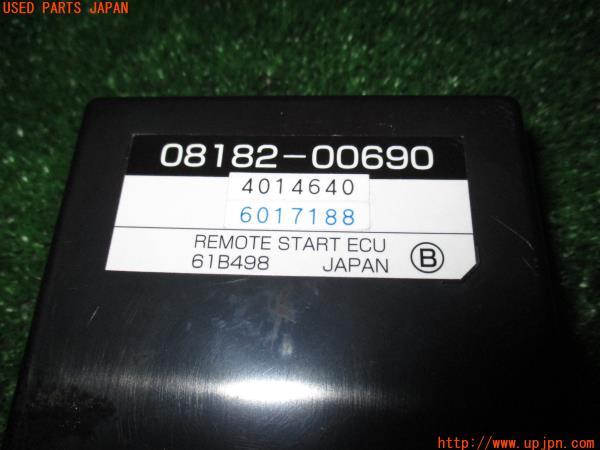 USED PARTS JAPAN
08182-00690
4014640
6017188
REMOTE START ECU
61B498 JAPAN B
http://www.upjpn.com